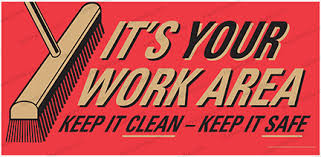 IT'S YOUR
WORK AREA
KEEP IT CLEAN – KEEP IT SAFE